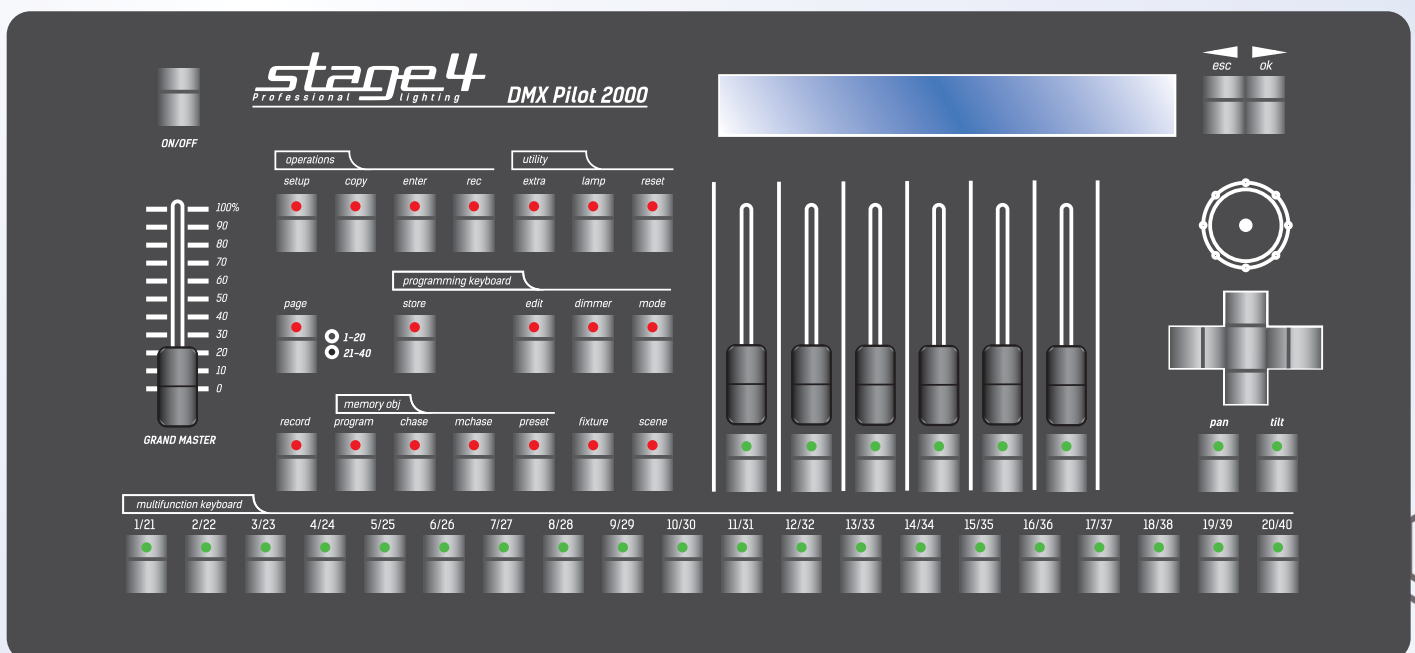 esc ok
stage4
Professional lighting
DMX Pilot 2000
ON/OFF
operations utility
setup copy enter rec extra lamp reset
100%
90
80
70
60
50
40
30
20
10
0
GRAND MASTER
programming keyboard
page store edit dimmer mode
1-20
21-40
memory obj
record program chase mchase preset fixture scene
pan tilt
multifunction keyboard
1/21 2/22 3/23 4/24 5/25 6/26 7/27 8/28 9/29 10/30 11/31 12/32 13/33 14/34 15/35 16/36 17/37 18/38 19/39 20/40